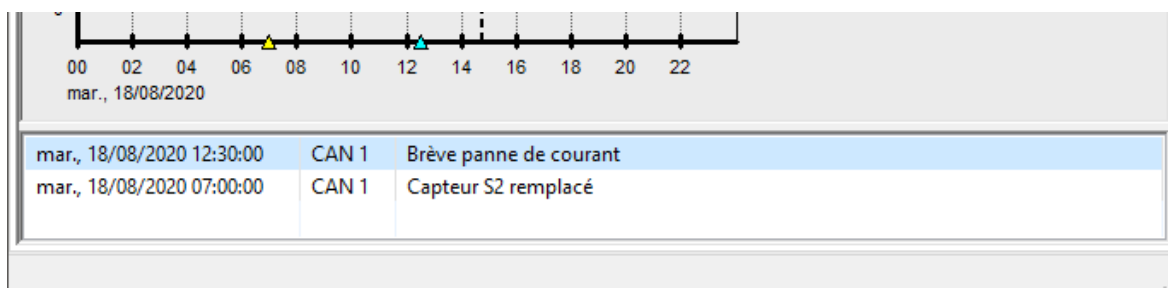 00 02 04 06 08 10 12 14 16 18 20 22
mar., 18/08/2020
mar., 18/08/2020 12:30:00 CAN 1 Brève panne de courant
mar., 18/08/2020 07:00:00 CAN 1 Capteur S2 remplacé